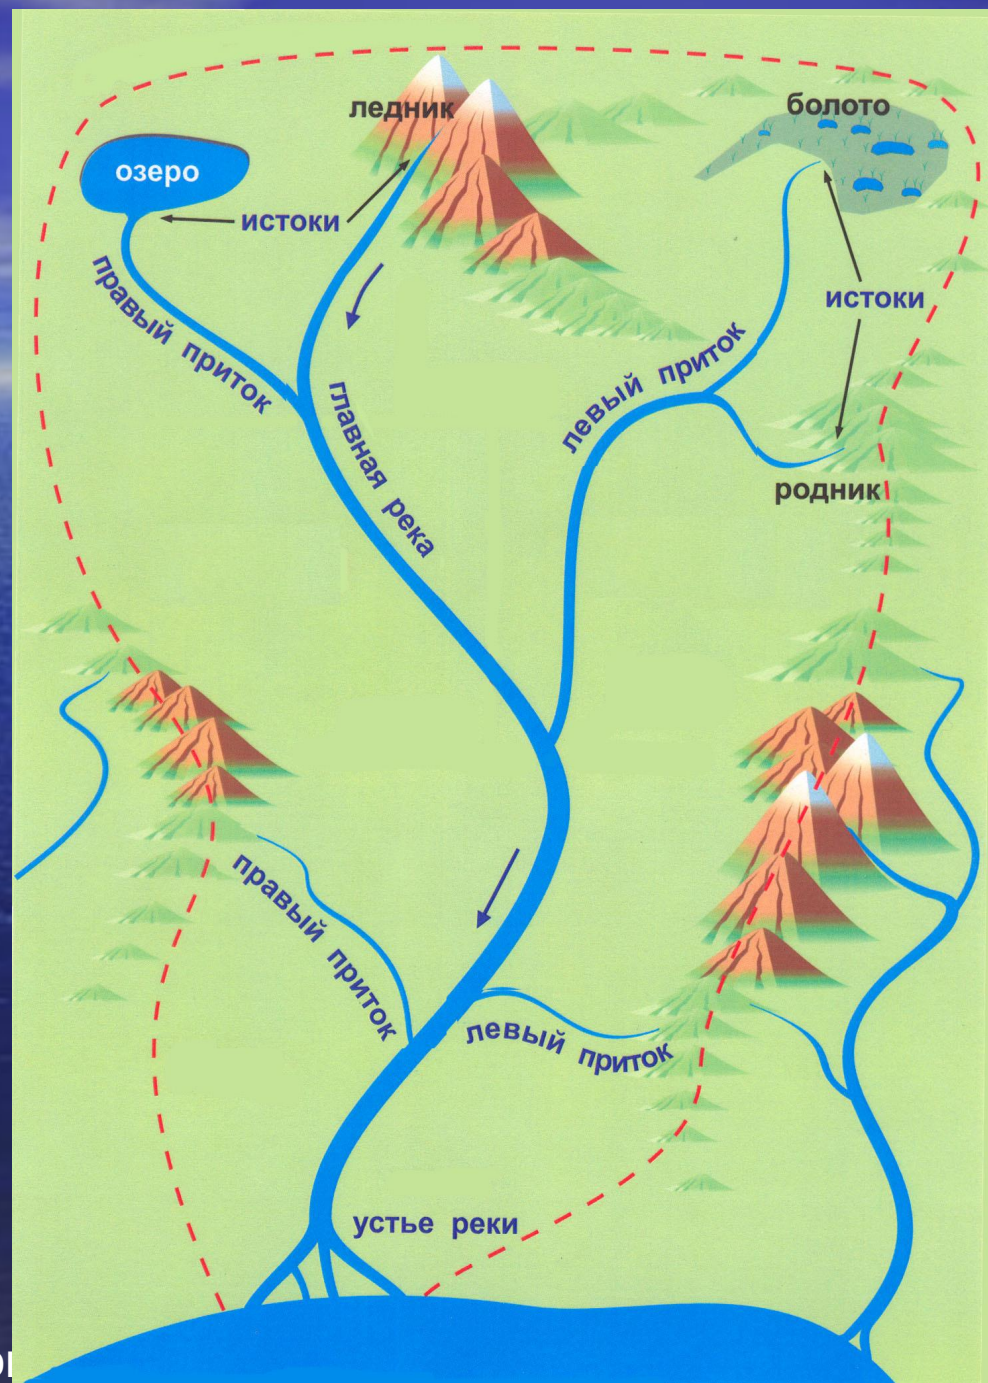 ледник
болото
озеро
истоки
истоки
правый приток
главная река
левый приток
родник
правый приток
левый приток
устье реки